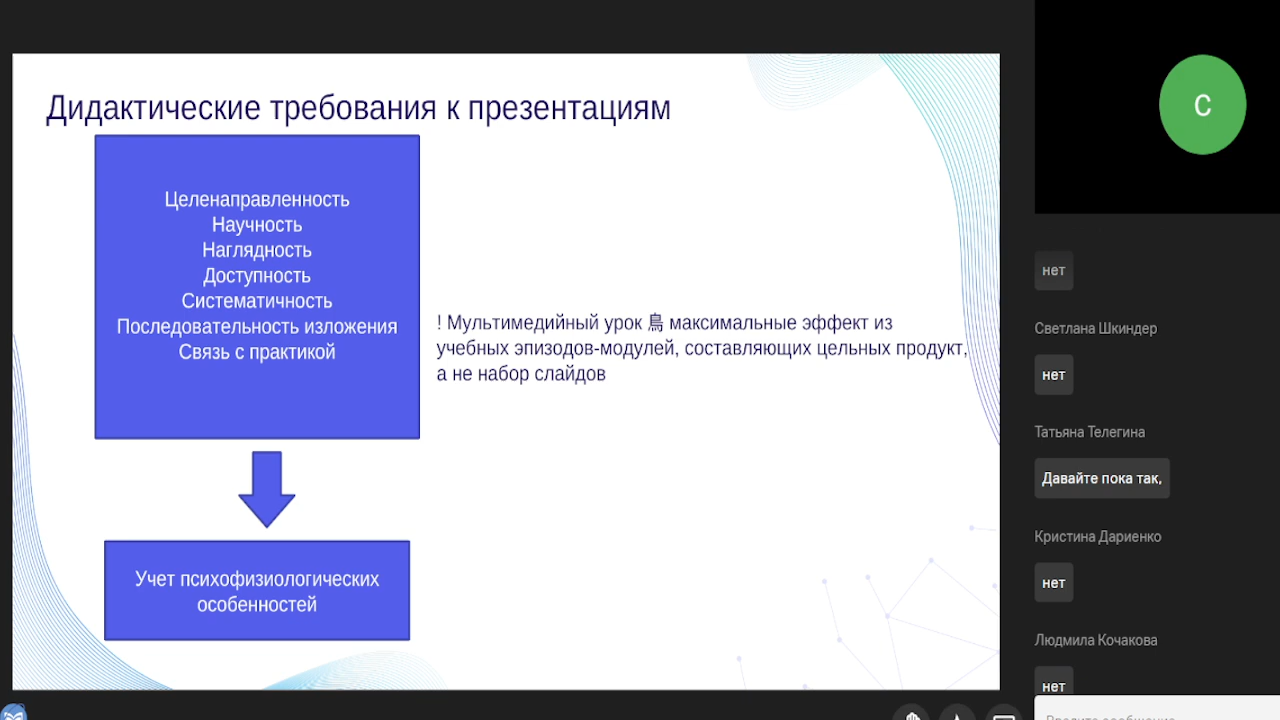 Дидактические требования к презентациям
Целенаправленность
Научность
Наглядность
Доступность
Систематичность
Последовательность изложения
Связь с практикой
! Мультимедийный урок 鳥 максимальные эффект из
учебных эпизодов-модулей, составляющих цельных продукт,
а не набор слайдов
Учет психофизиологических
особенностей
С
нет
Светлана Шкиндер
нет
Татьяна Телегина
Давайте пока так,
Кристина Дариенко
нет
Людмила Кочакова
нет